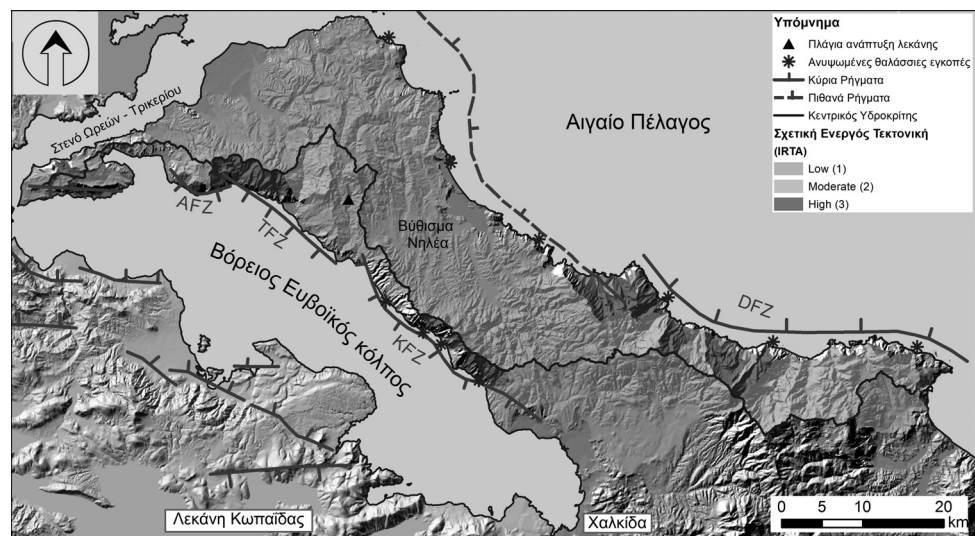 Υπόμνημα
Πλάγια ανάπτυξη λεκάνης
Ανυψωμένες θαλάσσιες εγκοπές
Κύρια Ρήγματα
Πιθανά Ρήγματα
Κεντρικός Υδροκρίτης
Σχετική Ενεργός Τεκτονική
(IRTA)
Low (1)
Moderate (2)
High (3)
Στενό Ωρεών - Τρικερίου
Αιγαίο Πέλαγος
AFZ
TFZ
Βύθισμα
Νηλέα
Βόρειος Ευβοϊκός κόλπος
KFZ
DFZ
Λεκάνη Κωπαΐδας
Χαλκίδα
0 5 10 20
km